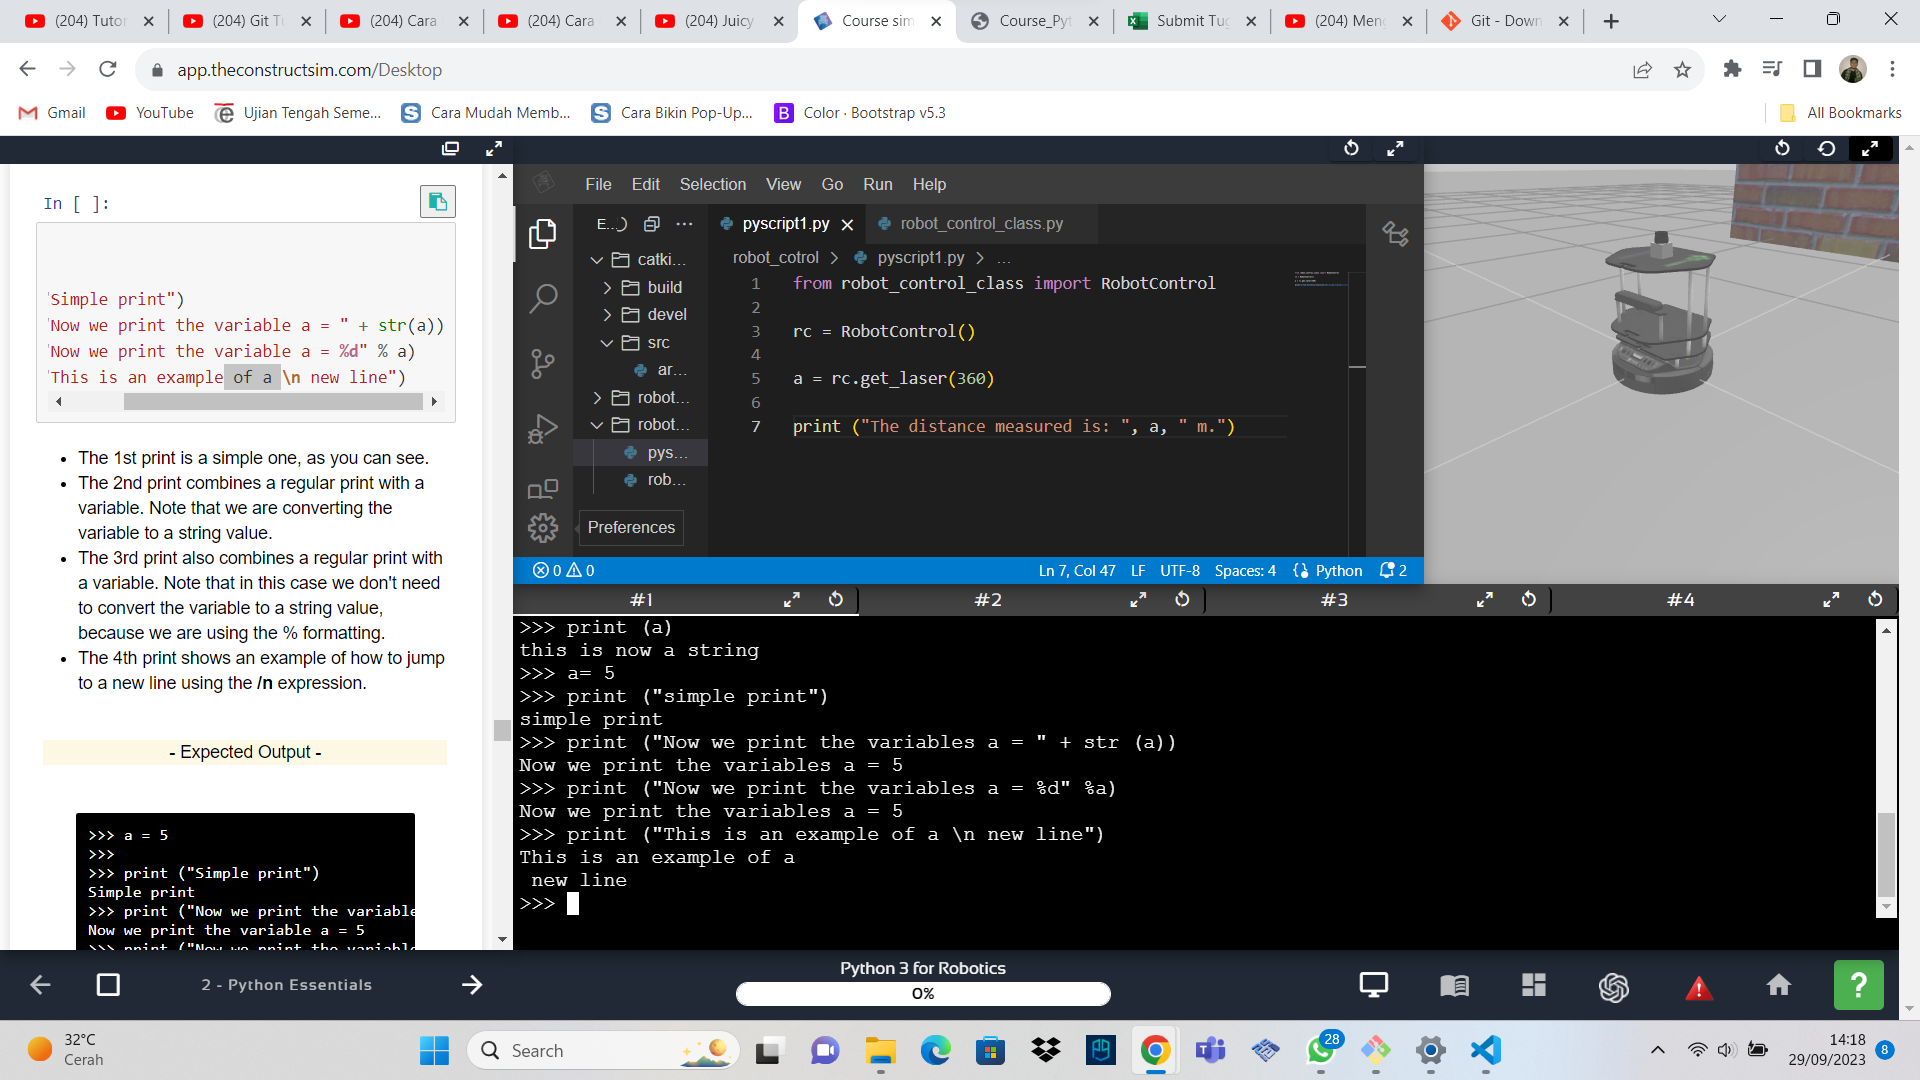 (204) Tutor
(204) Git Tu
(204) Cara
(204) Cara
(204) Juicy
Course sim
Course_Pyt
Submit Tug
(204) Meng
Git - Down
app.theconstructsim.com/Desktop
Gmail
YouTube
Ujian Tengah Seme...
Cara Mudah Memb...
Cara Bikin Pop-Up...
Color · Bootstrap v5.3
All Bookmarks
In [ ]:
"Simple print")
"Now we print the variable a = " + str(a))
"Now we print the variable a = %d" % a)
"This is an example of a \n new line")
• The 1st print is a simple one, as you can see.
• The 2nd print combines a regular print with a
variable. Note that we are converting the
variable to a string value.
• The 3rd print also combines a regular print with
a variable. Note that in this case we don't need
to convert the variable to a string value,
because we are using the % formatting.
• The 4th print shows an example of how to jump
to a new line using the /n expression.
- Expected Output -
>>> a = 5
>>>
>>> print ("Simple print")
Simple print
>>> print ("Now we print the variable
Now we print the variable a = 5
>>> print ("Now we print the variable
File Edit Selection View Go Run Help
E...
catki...
build
devel
src
ar...
robot...
robot...
pys...
rob...
Preferences
pyscript1.py
robot_control_class.py
robot_cotrol > pyscript1.py > ...
1 from robot_control_class import RobotControl
2
3 rc = RobotControl()
4
5 a = rc.get_laser(360)
6
7 print ("The distance measured is: ", a, " m.")
0 0
Ln 7, Col 47 LF UTF-8 Spaces: 4 Python 2
#1 #2 #3 #4
>>> print (a)
this is now a string
>>> a= 5
>>> print ("simple print")
simple print
>>> print ("Now we print the variables a = " + str (a))
Now we print the variables a = 5
>>> print ("Now we print the variables a = %d" %a)
Now we print the variables a = 5
>>> print ("This is an example of a \n new line")
This is an example of a
 new line
>>>
2 - Python Essentials
Python 3 for Robotics
0%
?
32°C
Cerah
Search
28
14:18
29/09/2023
8